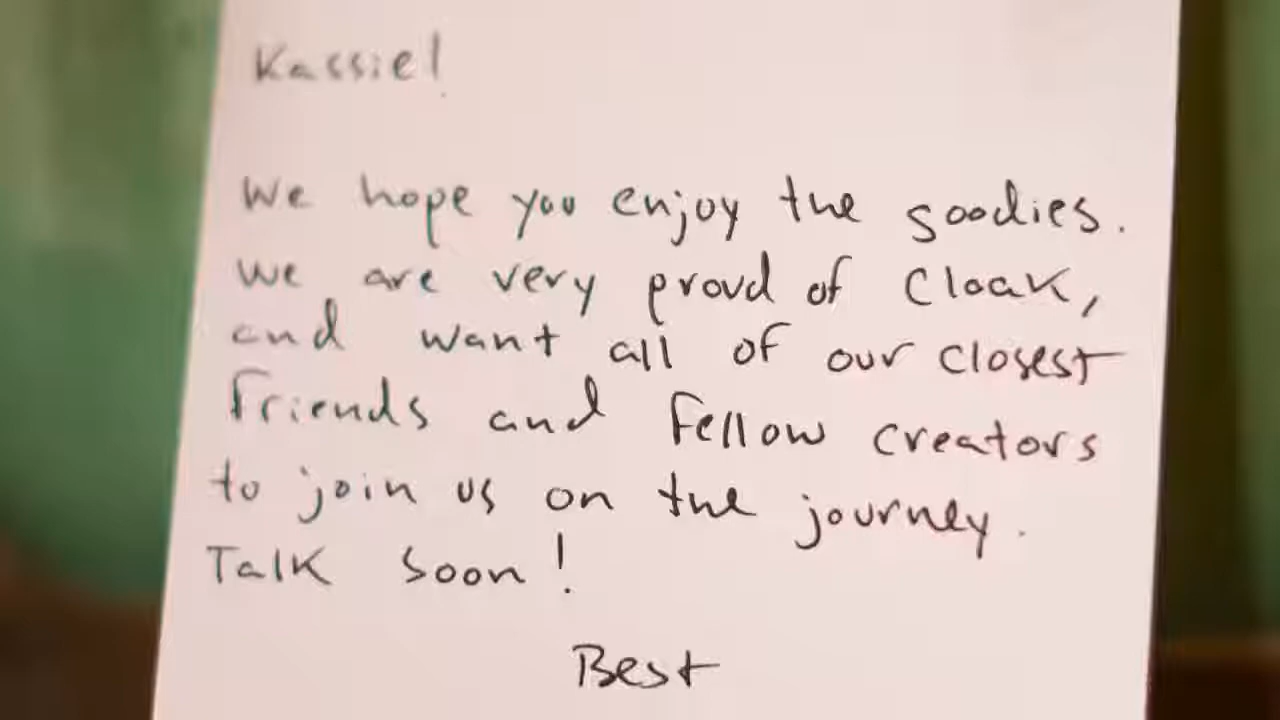 Kassie!
We hope you enjoy the goodies.
We are very proud of Cloak,
and want all of our closest
friends and fellow creators
to join us on the journey.
Talk soon!
Best